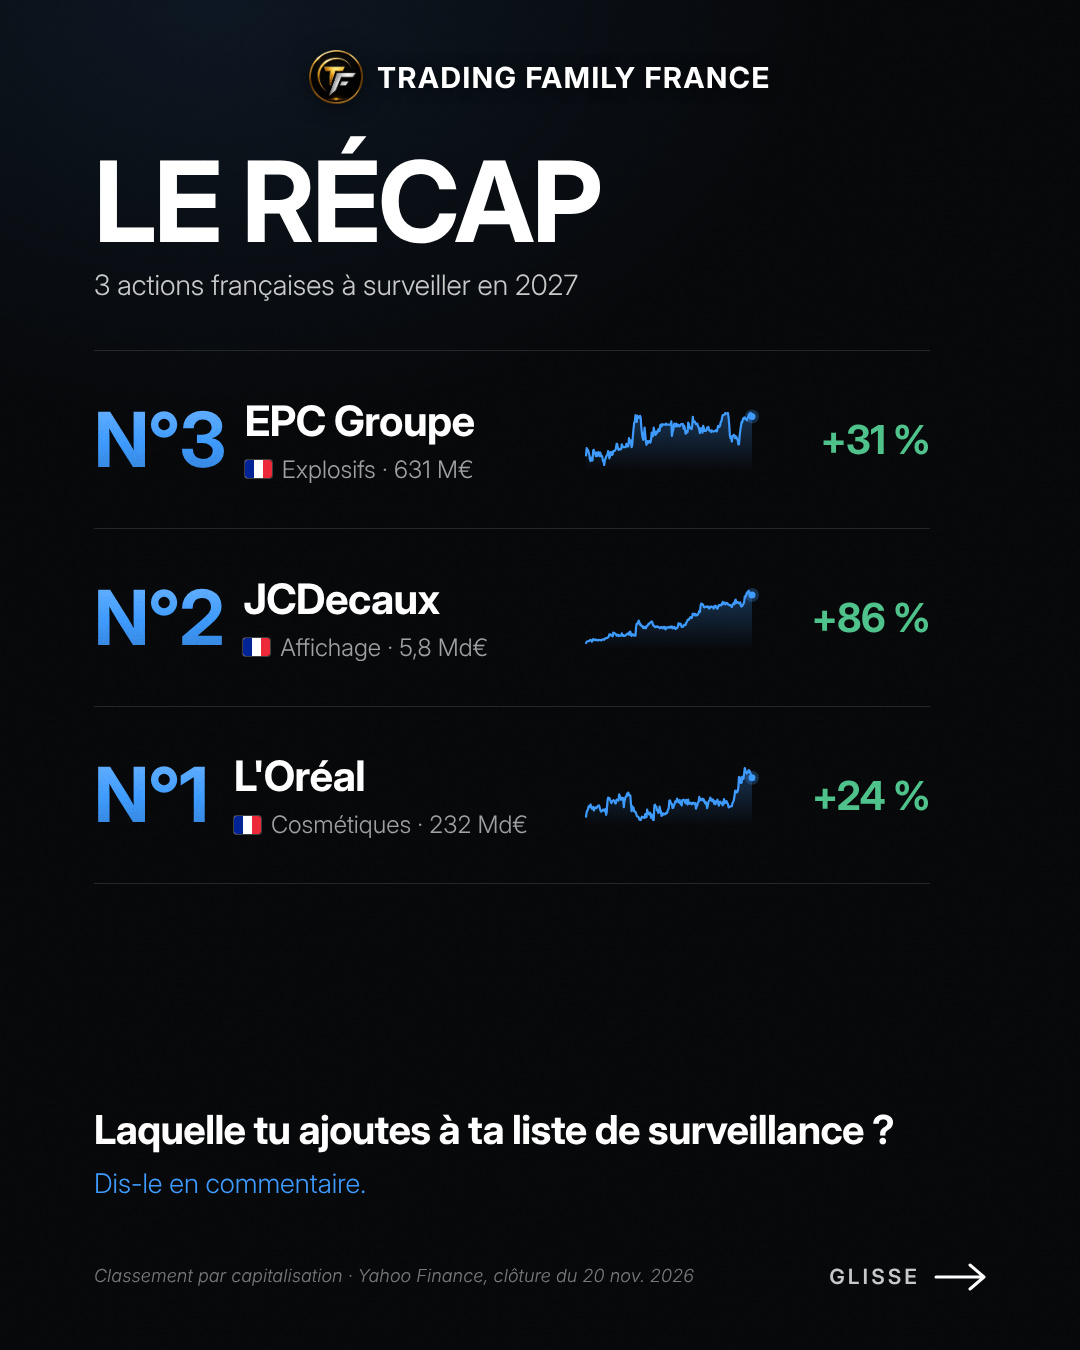 TF TRADING FAMILY FRANCE
LE RÉCAP
3 actions françaises à surveiller en 2027
N°3 EPC Groupe +31 %
Explosifs · 631 M€
N°2 JCDecaux +86 %
Affichage · 5,8 Md€
N°1 L'Oréal +24 %
Cosmétiques · 232 Md€
Laquelle tu ajoutes à ta liste de surveillance ?
Dis-le en commentaire.
Classement par capitalisation · Yahoo Finance, clôture du 20 nov. 2026
GLISSE